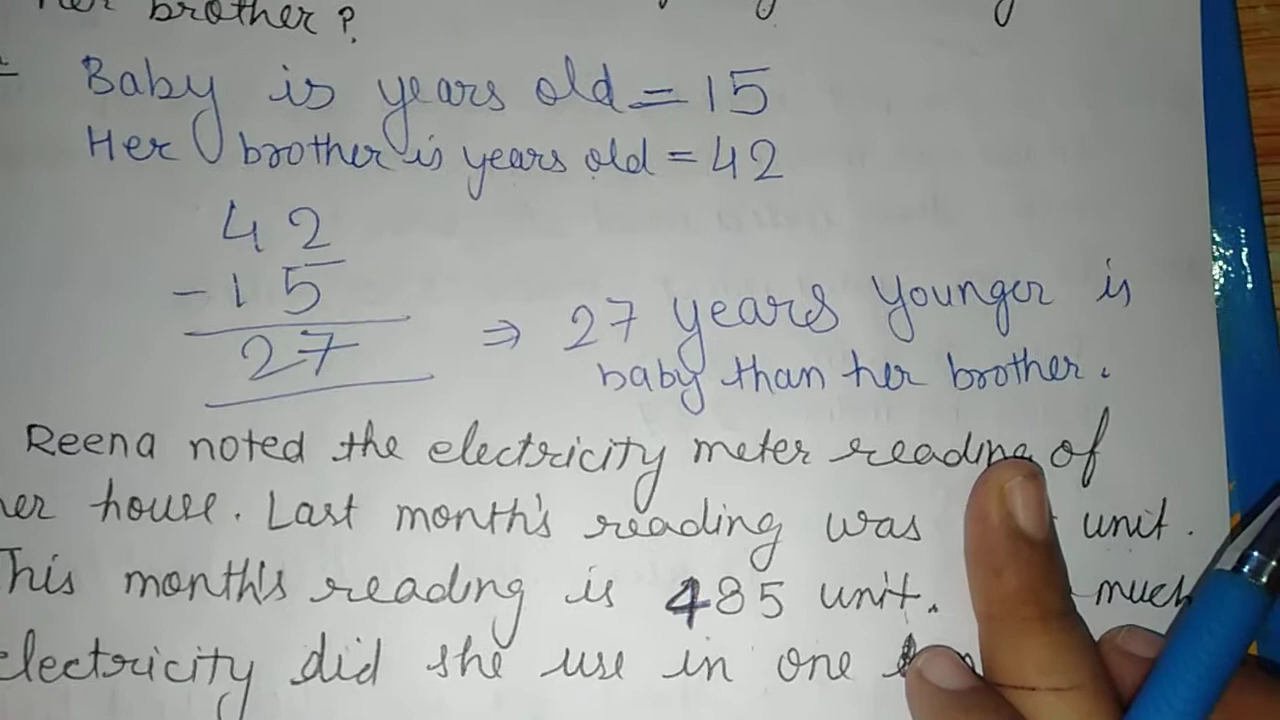 her brother?
Baby is years old = 15
Her brother is years old = 42
42
- 15
27
⇒ 27 years younger is
baby than her brother.
Reena noted the electricity meter reading of
her house. Last month's reading was unit.
This month's reading is 485 unit. much
electricity did she use in one